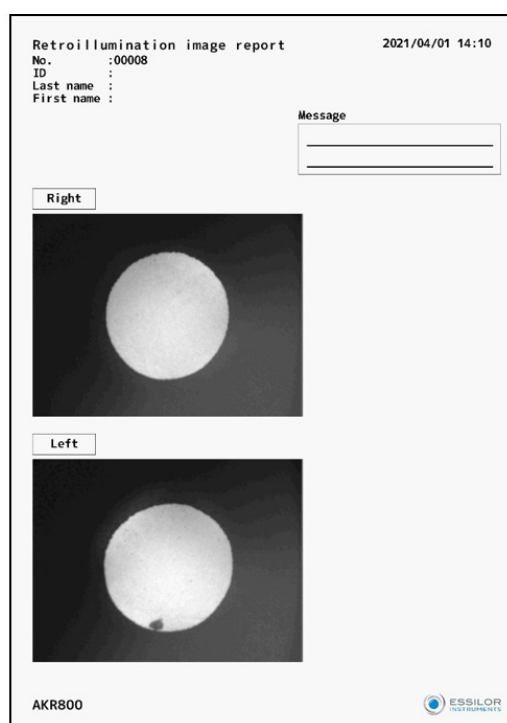 Retroillumination image report
2021/04/01 14:10
No. :00008
ID :
Last name :
First name :
Message
Right
Left
AKR800
ESSILOR
INSTRUMENTS